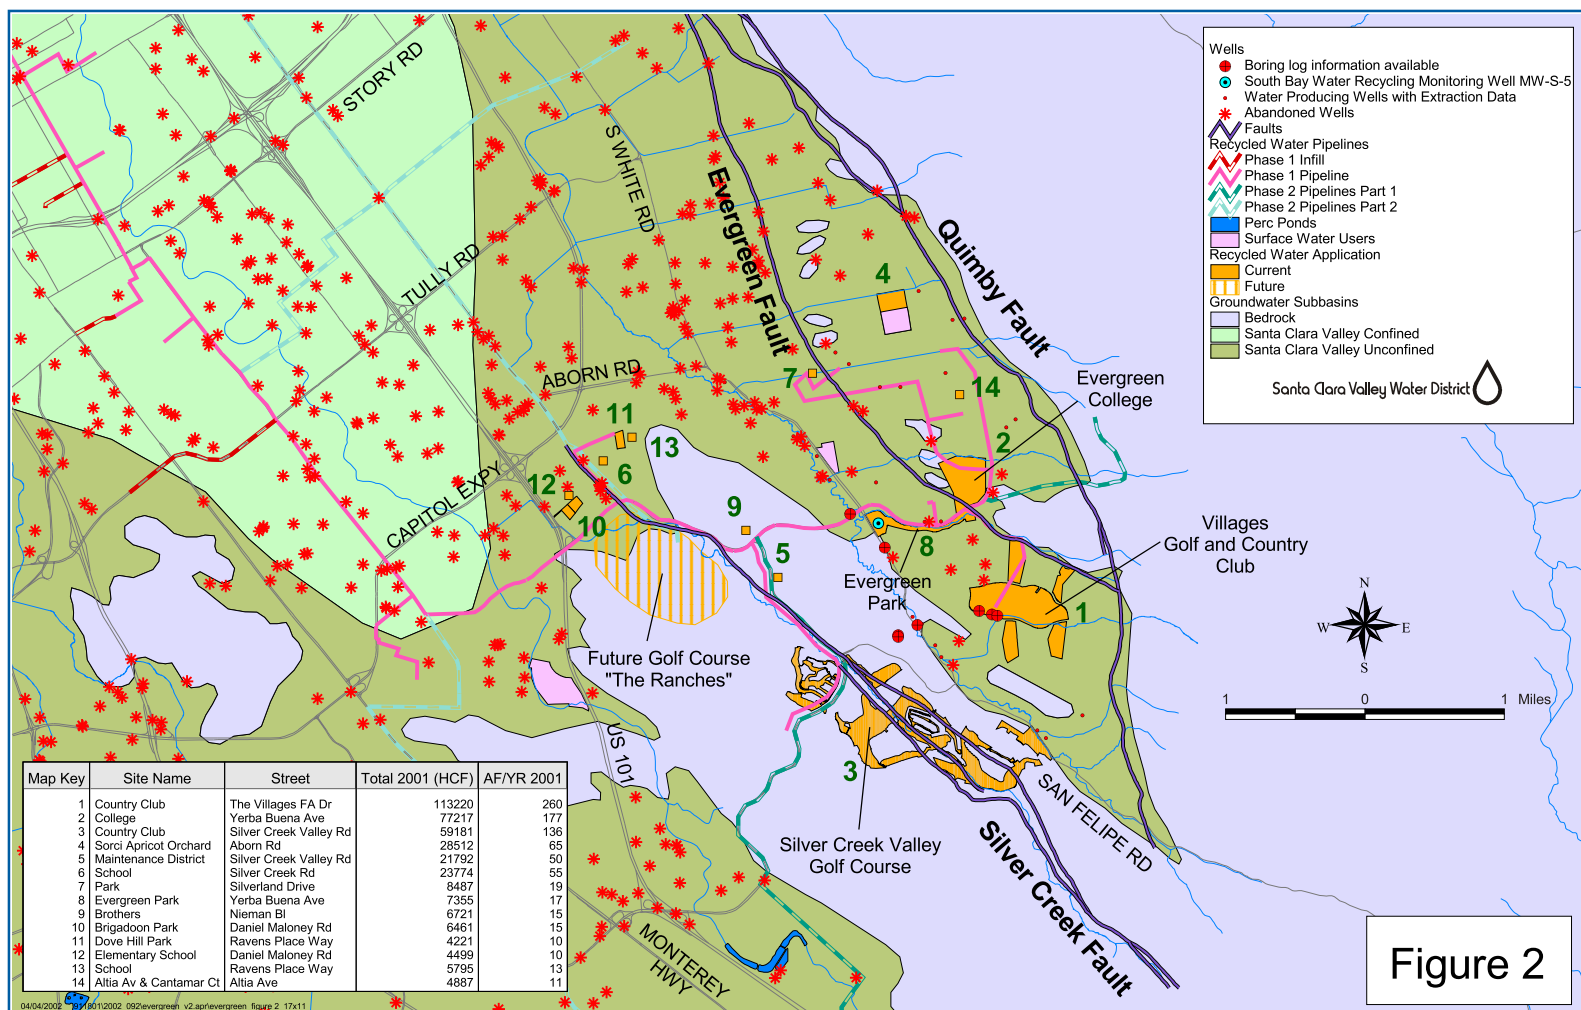 Wells
Boring log information available
South Bay Water Recycling Monitoring Well MW-S-5
Water Producing Wells with Extraction Data
Abandoned Wells
Faults
Recycled Water Pipelines
Phase 1 Infill
Phase 1 Pipeline
Phase 2 Pipelines Part 1
Phase 2 Pipelines Part 2
Perc Ponds
Surface Water Users
Recycled Water Application
Current
Future
Groundwater Subbasins
Bedrock
Santa Clara Valley Confined
Santa Clara Valley Unconfined
Santa Clara Valley Water District
STORY RD
S WHITE RD
Evergreen Fault
Quimby Fault
TULLY RD
4
ABORN RD
7
14
Evergreen
College
11
13
2
6
12
CAPITOL EXPY
9
10
8
5
Villages
Golf and Country
Club
Evergreen
Park
1
N
W E
S
Future Golf Course
"The Ranches"
1 0 1 Miles
US 101
3
SAN FELIPE RD
Silver Creek Valley
Golf Course
Silver Creek Fault
MONTEREY
HWY
Map Key Site Name Street Total 2001 (HCF) AF/YR 2001
1 Country Club The Villages FA Dr 113220 260
2 College Yerba Buena Ave 77217 177
3 Country Club Silver Creek Valley Rd 59181 136
4 Sorci Apricot Orchard Aborn Rd 28512 65
5 Maintenance District Silver Creek Valley Rd 21792 50
6 School Silver Creek Rd 23774 55
7 Park Silverland Drive 8487 19
8 Evergreen Park Yerba Buena Ave 7355 17
9 Brothers Nieman Bl 6721 15
10 Brigadoon Park Daniel Maloney Rd 6461 15
11 Dove Hill Park Ravens Place Way 4221 10
12 Elementary School Daniel Maloney Rd 4499 10
13 School Ravens Place Way 5795 13
14 Altia Av & Cantamar Ct Altia Ave 4887 11
04/04/2002
Figure 2